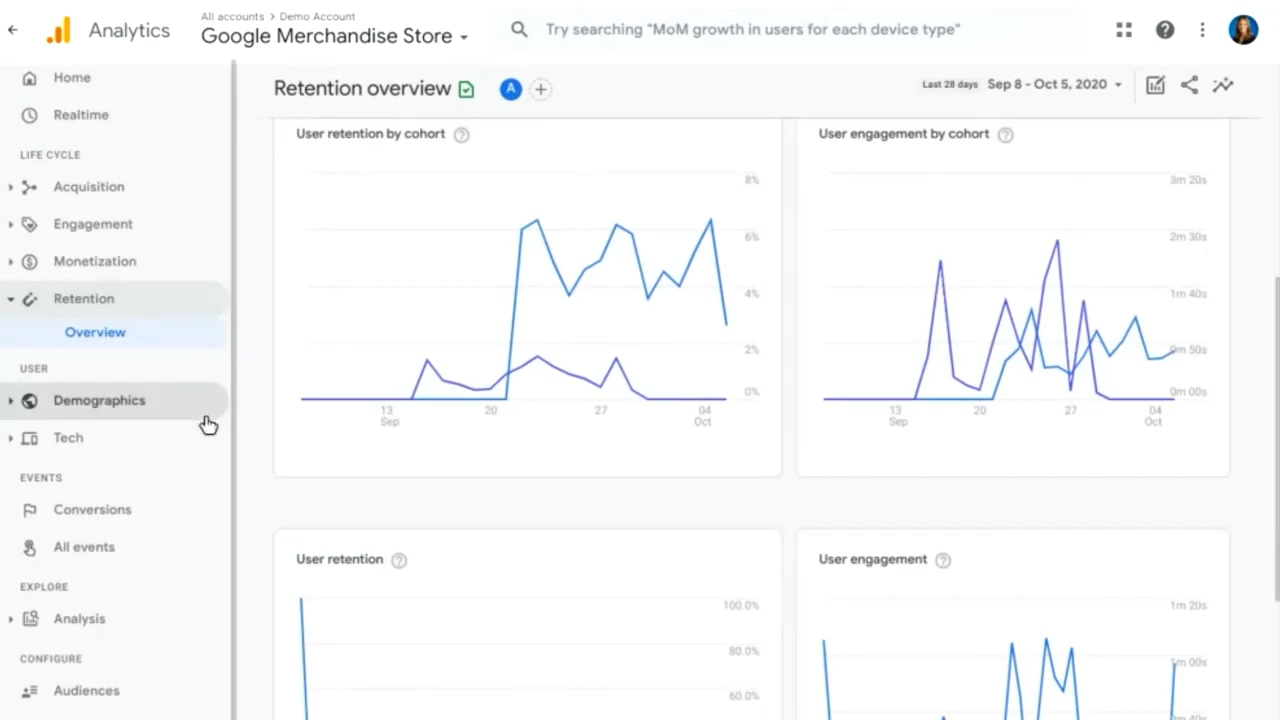 All accounts > Demo Account
Analytics
Google Merchandise Store
Try searching "MoM growth in users for each device type"
Home
Realtime
LIFE CYCLE
Acquisition
Engagement
Monetization
Retention
Overview
USER
Demographics
Tech
EVENTS
Conversions
All events
EXPLORE
Analysis
CONFIGURE
Audiences
Retention overview
A
Last 28 days Sep 8 - Oct 5, 2020
User retention by cohort
8%
6%
4%
2%
0%
13 20 27 04
Sep Oct
User engagement by cohort
3m 20s
2m 30s
1m 40s
0m 50s
0m 00s
13 20 27 04
Sep Oct
User retention
100.0%
80.0%
60.0%
User engagement
1m 20s
1m 00s
0m 40s